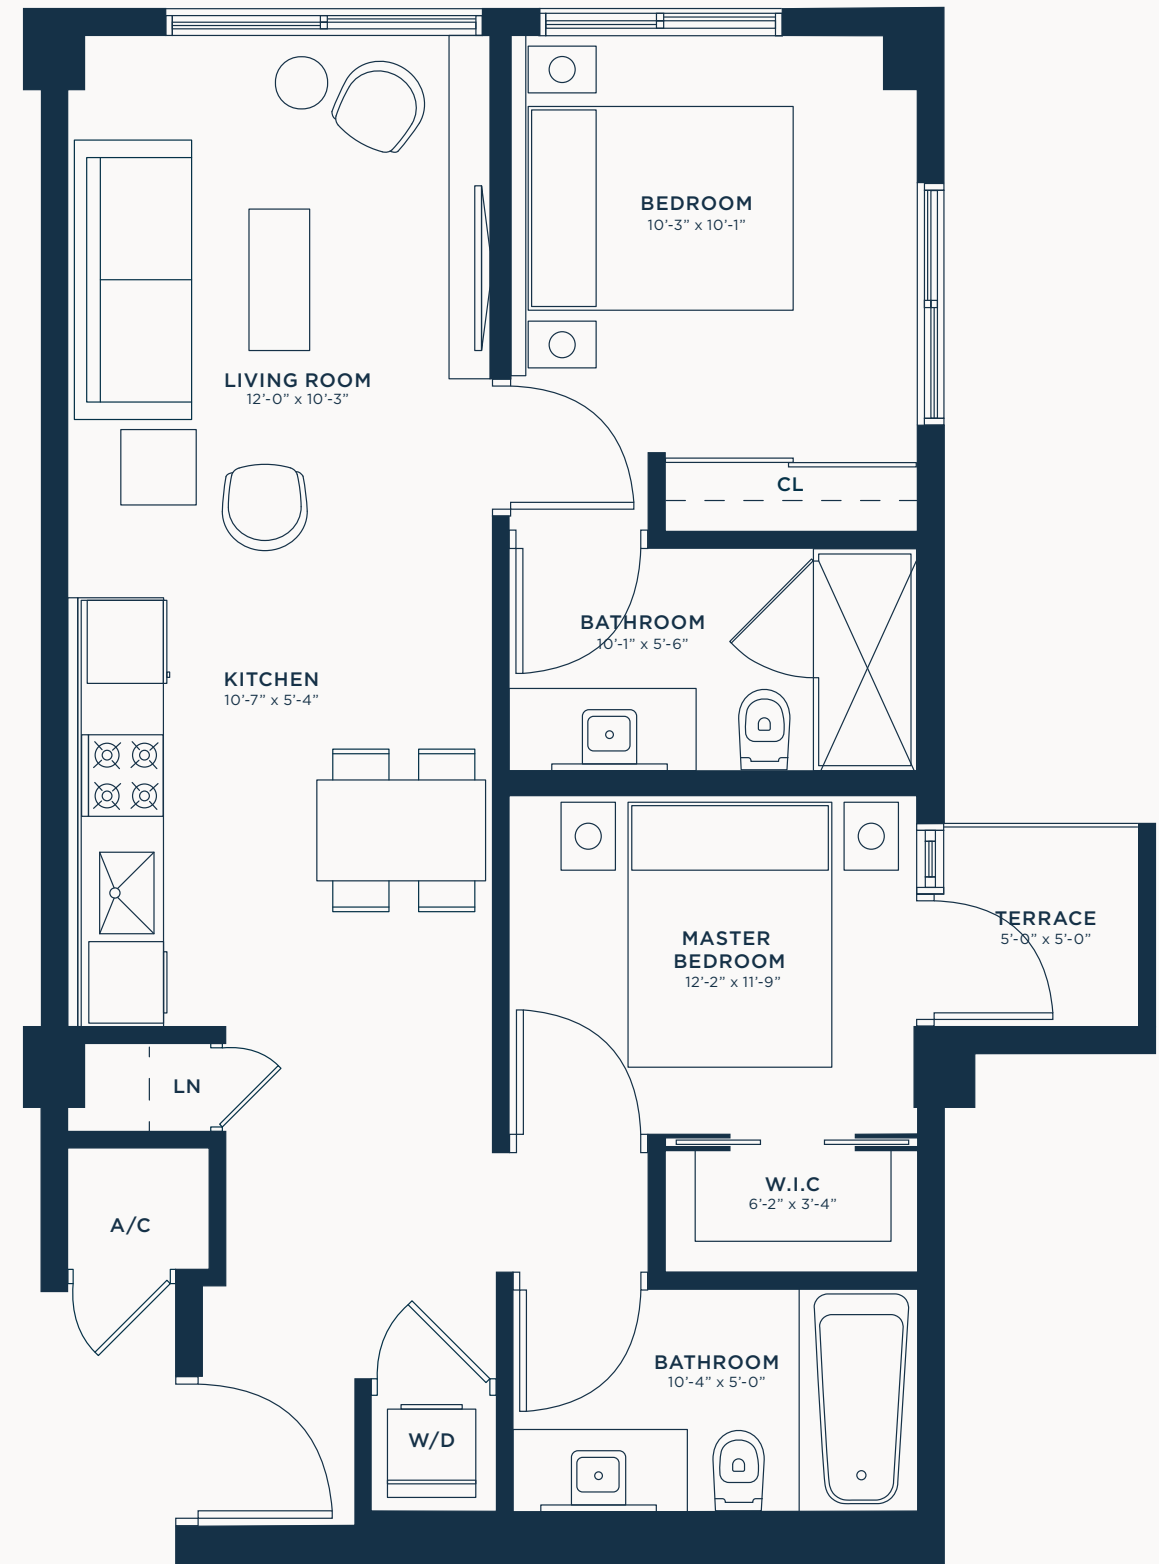 BEDROOM
10’-3” x 10’-1”
LIVING ROOM
12’-0” x 10’-3”
CL
BATHROOM
10’-1” x 5’-6”
KITCHEN
10’-7” x 5’-4”
TERRACE
5’-0” x 5’-0”
MASTER
BEDROOM
12’-2” x 11’-9”
LN
W.I.C
6’-2” x 3’-4”
A/C
BATHROOM
10’-4” x 5’-0”
W/D